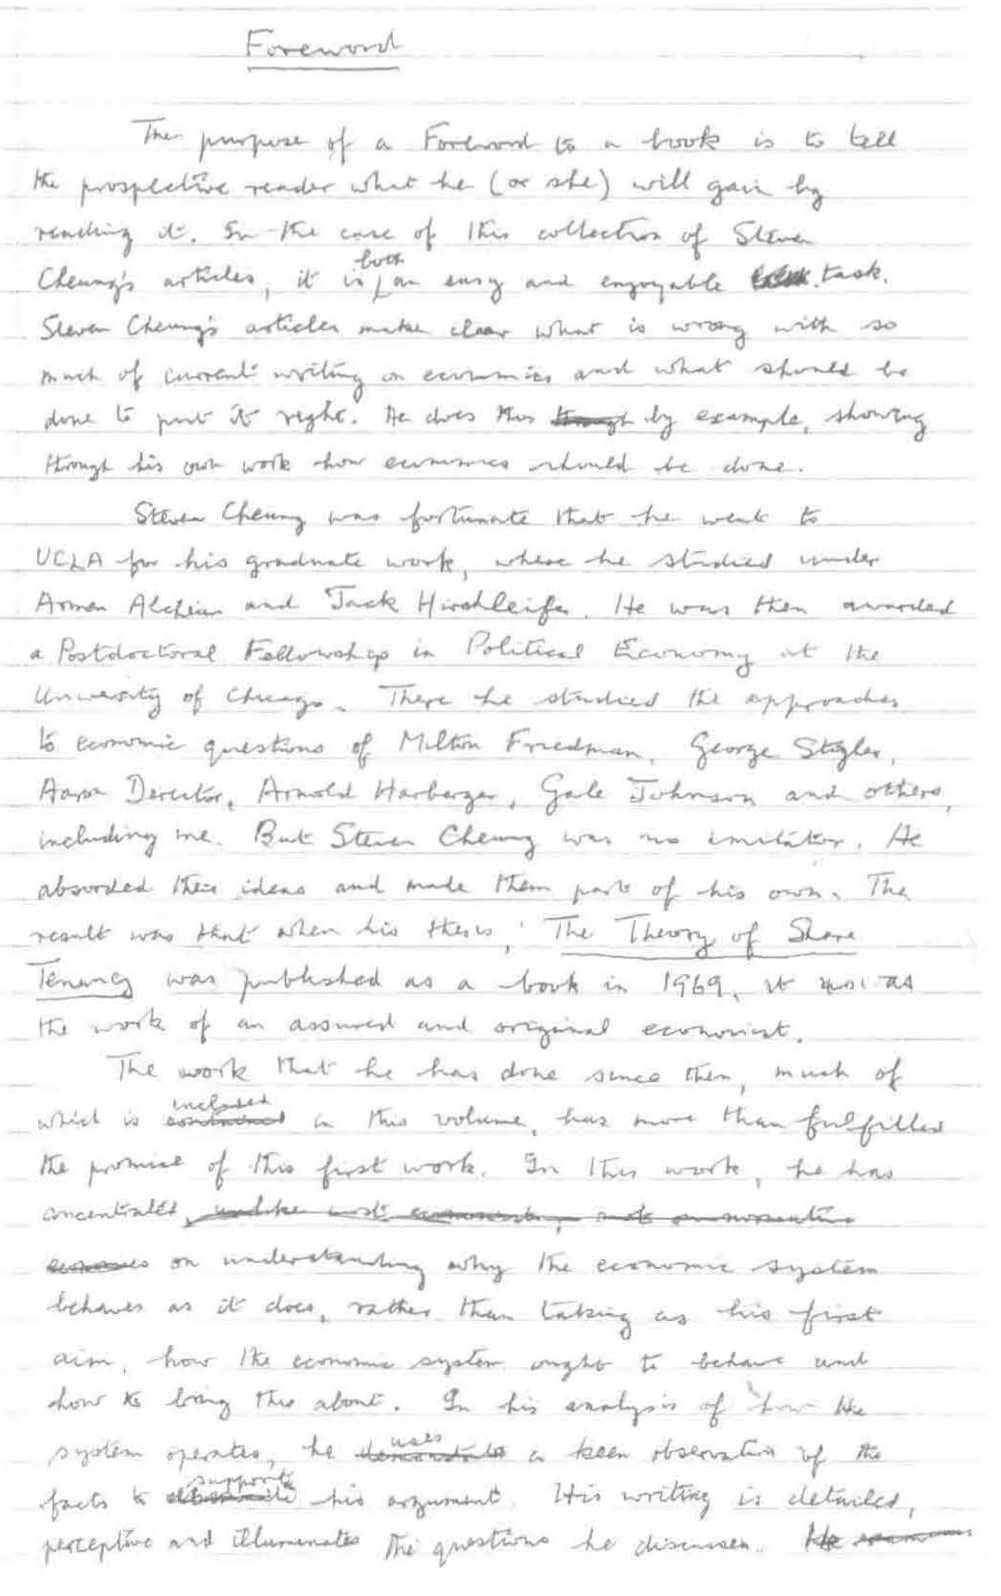 Foreword
The purpose of a Foreword to a book is to tell
the prospective reader what he (or she) will gain by
reading it. In the case of this collection of Steven
Cheung's articles, it is both an easy and enjoyable task.
Steven Cheung's articles make clear what is wrong with so
much of current writing on economics and what should be
done to put it right. He does this by example, showing
through his own work how economics should be done.
Steven Cheung was fortunate that he went to
UCLA for his graduate work, where he studied under
Armen Alchian and Jack Hirshleifer. He was then awarded
a Postdoctoral Fellowship in Political Economy at the
University of Chicago. There he studied the approaches
to economic questions of Milton Friedman, George Stigler,
Aaron Director, Arnold Harberger, Gale Johnson and others,
including me. But Steven Cheung was no imitator. He
absorbed their ideas and made them part of his own. The
result was that when his thesis, The Theory of Share
Tenancy was published as a book in 1969, it was as
the work of an assured and original economist.
The work that he has done since then, much of
which is included in this volume, has more than fulfilled
the promise of this first work. In this work, he has
concentrated, unlike most economists, not on normative
economics on understanding why the economic system
behaves as it does, rather than taking as his first
aim, how the economic system ought to behave and
how to bring this about. In his analysis of how the
system operates, he uses a keen observation of the
facts to support his argument. His writing is detailed,
perceptive and illuminates the questions he discusses. He